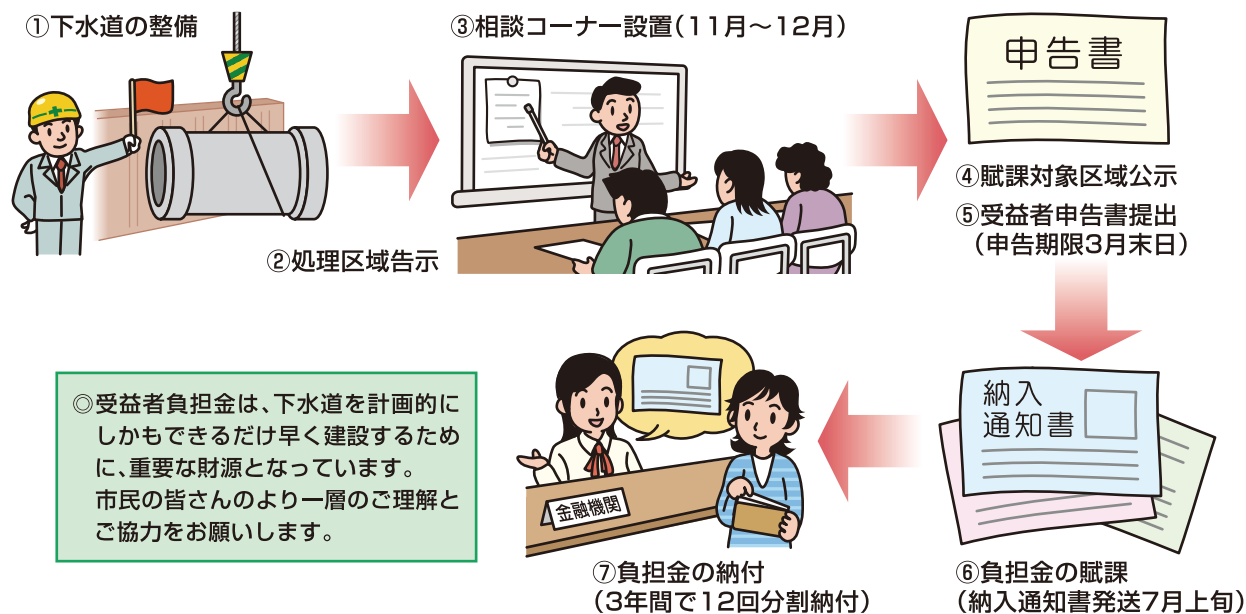 ①下水道の整備
②処理区域告示
③相談コーナー設置(11月～12月)
申告書
④賦課対象区域公示
⑤受益者申告書提出
(申告期限3月末日)
納入
通知書
⑥負担金の賦課
(納入通知書発送7月上旬)
金融機関
⑦負担金の納付
(3年間で12回分割納付)
◎受益者負担金は、下水道を計画的に
しかもできるだけ早く建設するため
に、重要な財源となっています。
市民の皆さんのより一層のご理解と
ご協力をお願いします。